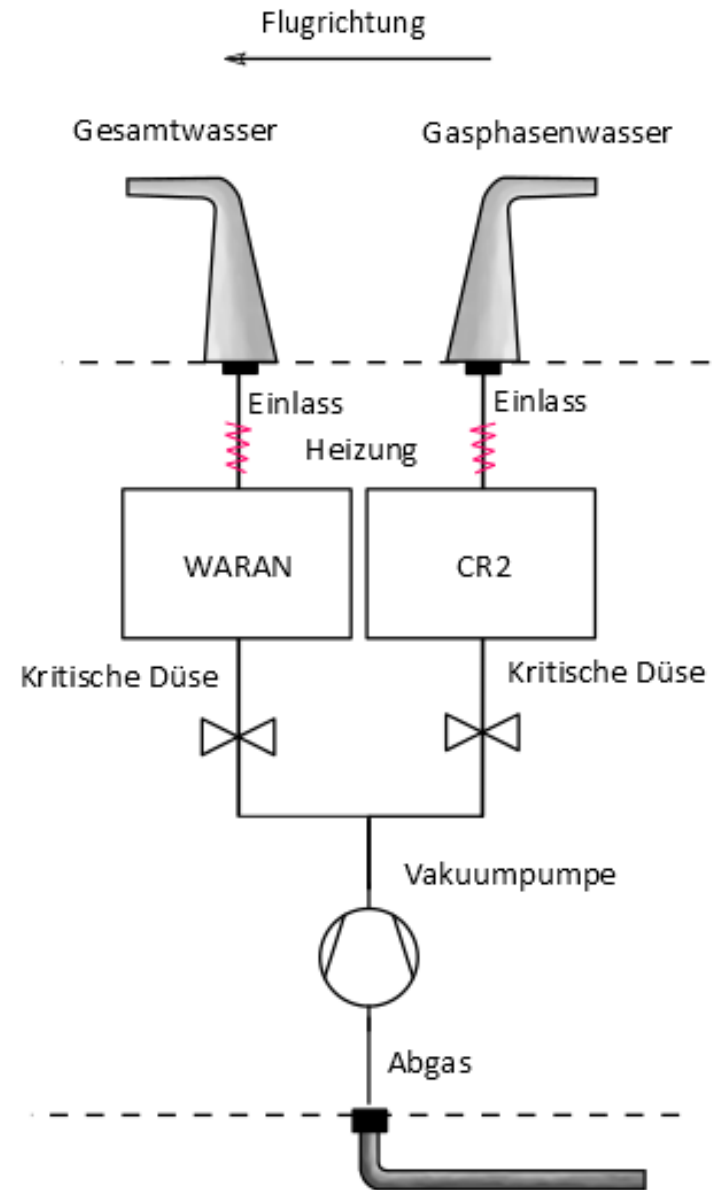 Flugrichtung
Gesamtwasser
Gasphasenwasser
Einlass
Einlass
Heizung
WARAN
CR2
Kritische Düse
Kritische Düse
Vakuumpumpe
Abgas